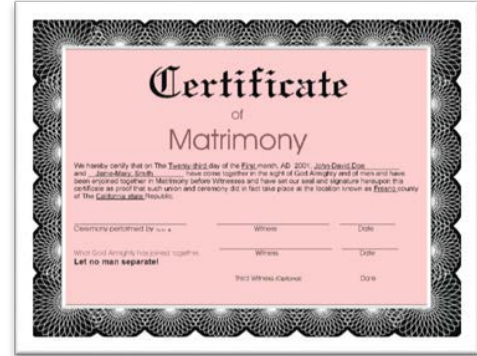 Certificate
of
Matrimony
We hereby certify that on The Twenty-third day of the First month, AD 2001, John-David Doe
and Jaine-Mary, Smith have come together in the sight of God Almighty and of men and have
been enjoined together in Matrimony before Witnesses and have set our seal and signature hereupon this
certificate as proof that such union and ceremony did in fact take place at the location known as Fresno county
of The California state Republic.
Ceremony performed by Witness Date
What God Almighty has joined together, Witness Date
Let no man separate!
Third Witness (Optional) Date